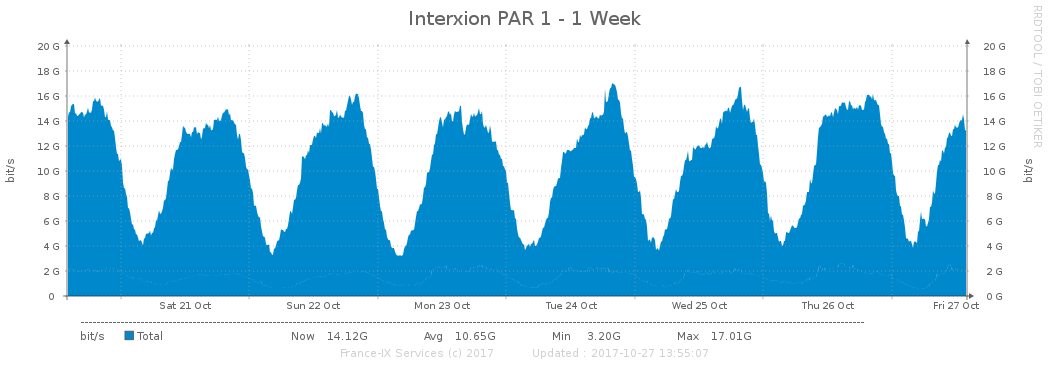 Interxion PAR 1 - 1 Week
RRDTOOL / TOBI OETIKER
20 G 20 G
18 G 18 G
16 G 16 G
14 G 14 G
12 G 12 G
10 G 10 G
8 G 8 G
6 G 6 G
4 G 4 G
2 G 2 G
0 0 G
bit/s bit/s
Sat 21 Oct Sun 22 Oct Mon 23 Oct Tue 24 Oct Wed 25 Oct Thu 26 Oct Fri 27 Oct
bit/s Total Now 14.12G Avg 10.65G Min 3.20G Max 17.01G
France-IX Services (c) 2017 Updated : 2017-10-27 13:55:07